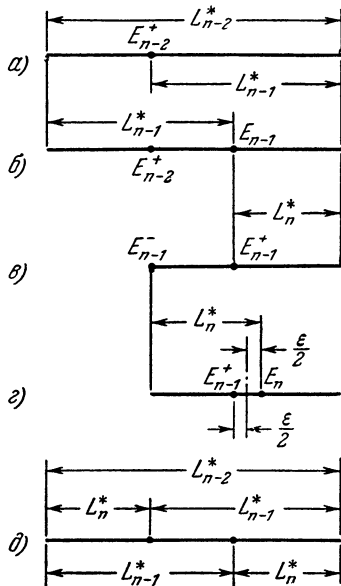 L*n-2
а) E+n-2
L*n-1
L*n-1 En-1
б) E+n-2
L*n
в) E-n-1 E+n-1
L*n
ε/2
г) E+n-1 En
ε/2
L*n-2
L*n L*n-1
д)
L*n-1 L*n